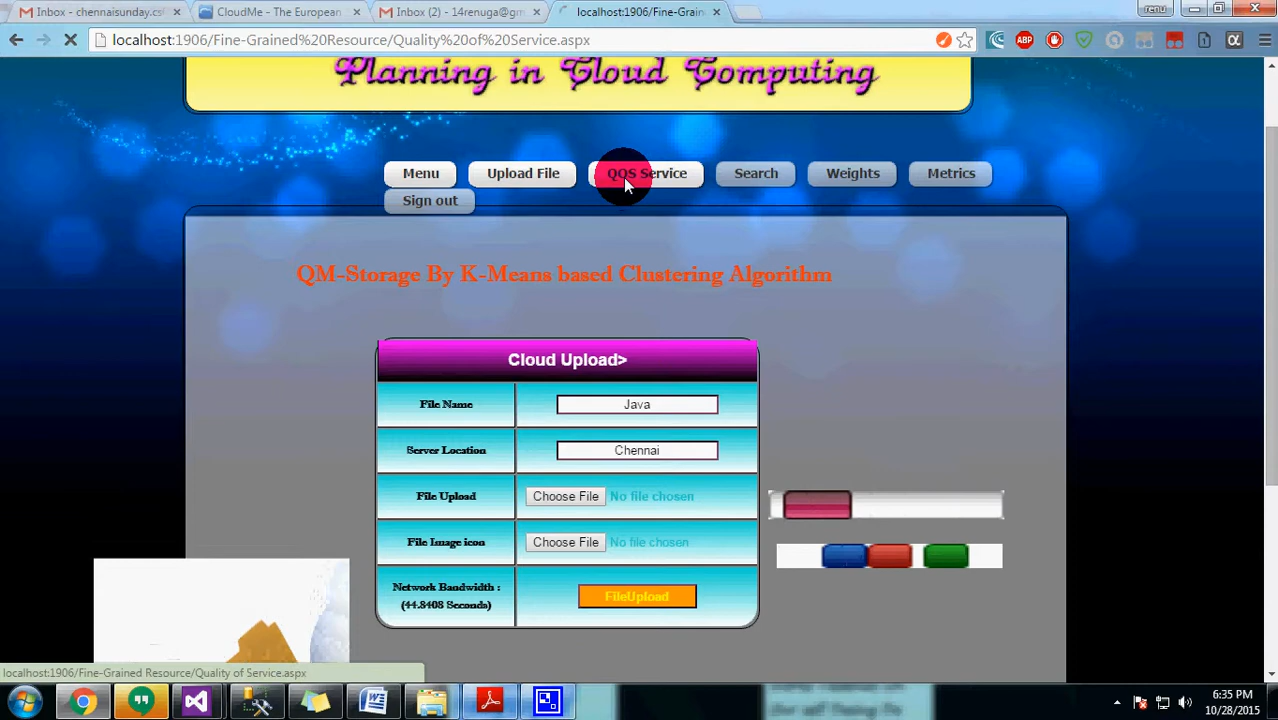 Inbox - chennaisunday.cs
CloudMe - The European
Inbox (2) - 14renuga@gm
localhost:1906/Fine-Grain
renu
localhost:1906/Fine-Grained%20Resource/Quality%20of%20Service.aspx
ABP
Planning in Cloud Computing
Menu
Upload File
QOS Service
Search
Weights
Metrics
Sign out
QM-Storage By K-Means based Clustering Algorithm
Cloud Upload>
File Name
Java
Server Location
Chennai
File Upload
Choose File No file chosen
File Image icon
Choose File No file chosen
Network Bandwidth :
(44.8408 Seconds)
FileUpload
localhost:1906/Fine-Grained Resource/Quality of Service.aspx
6:35 PM
10/28/2015